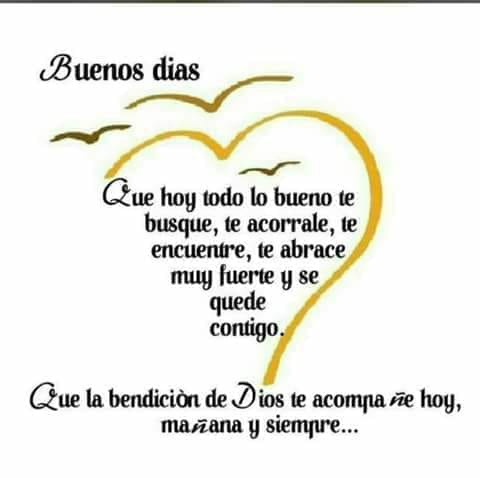 Buenos dias
Que hoy todo lo bueno te
busque, te acorrale, te
encuentre, te abrace
muy fuerte y se
quede
contigo.
Que la bendiciòn de Dios te acompañe hoy,
mañana y siempre...